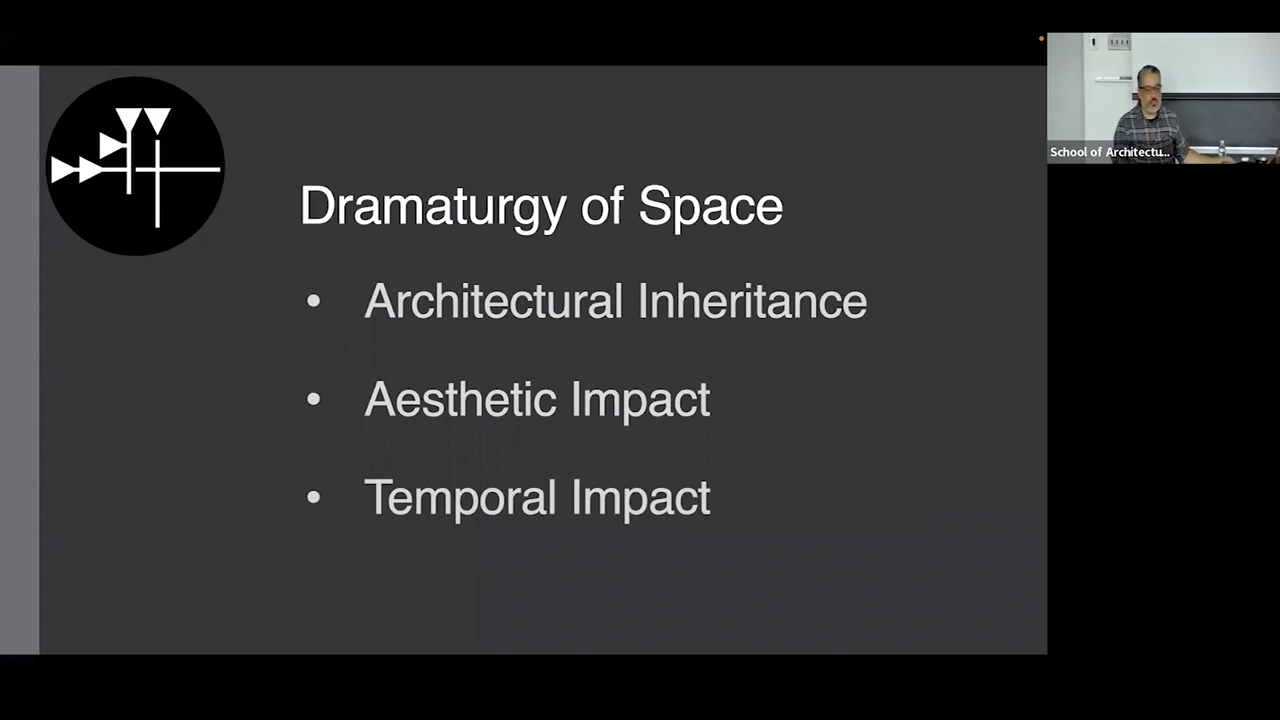 Dramaturgy of Space
• Architectural Inheritance
• Aesthetic Impact
• Temporal Impact
School of Architectu...